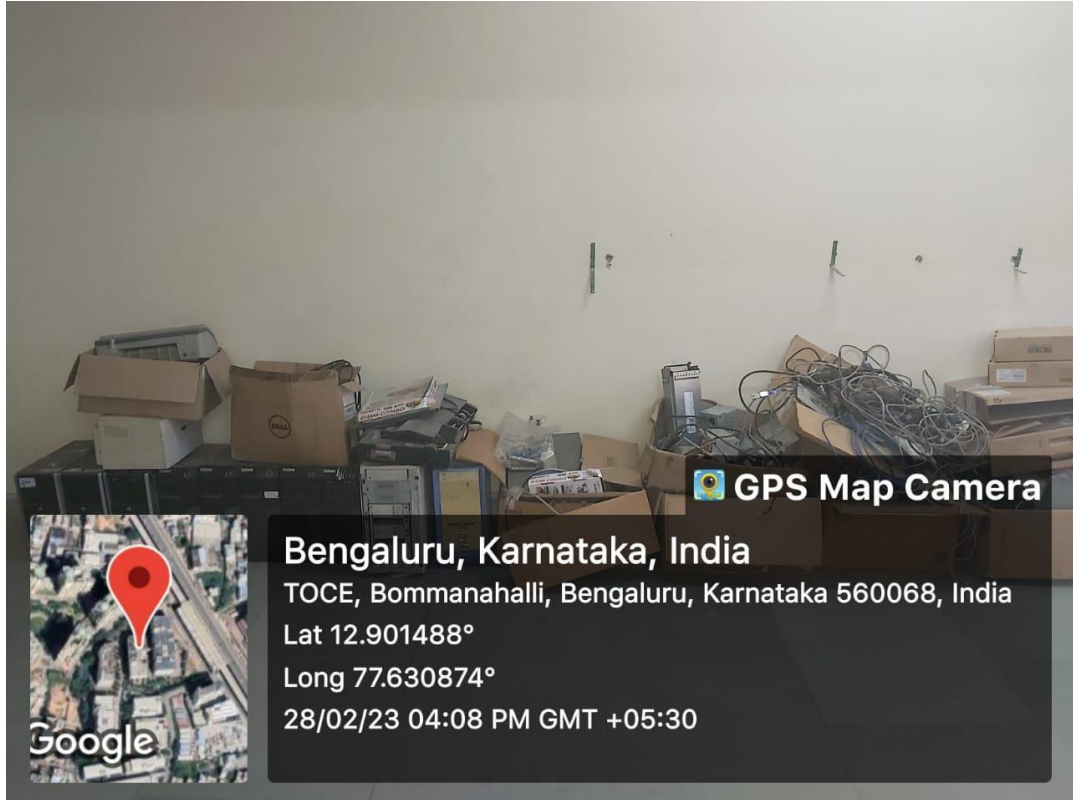 DELL
GPS Map Camera
Bengaluru, Karnataka, India
TOCE, Bommanahalli, Bengaluru, Karnataka 560068, India
Lat 12.901488°
Long 77.630874°
28/02/23 04:08 PM GMT +05:30
Google